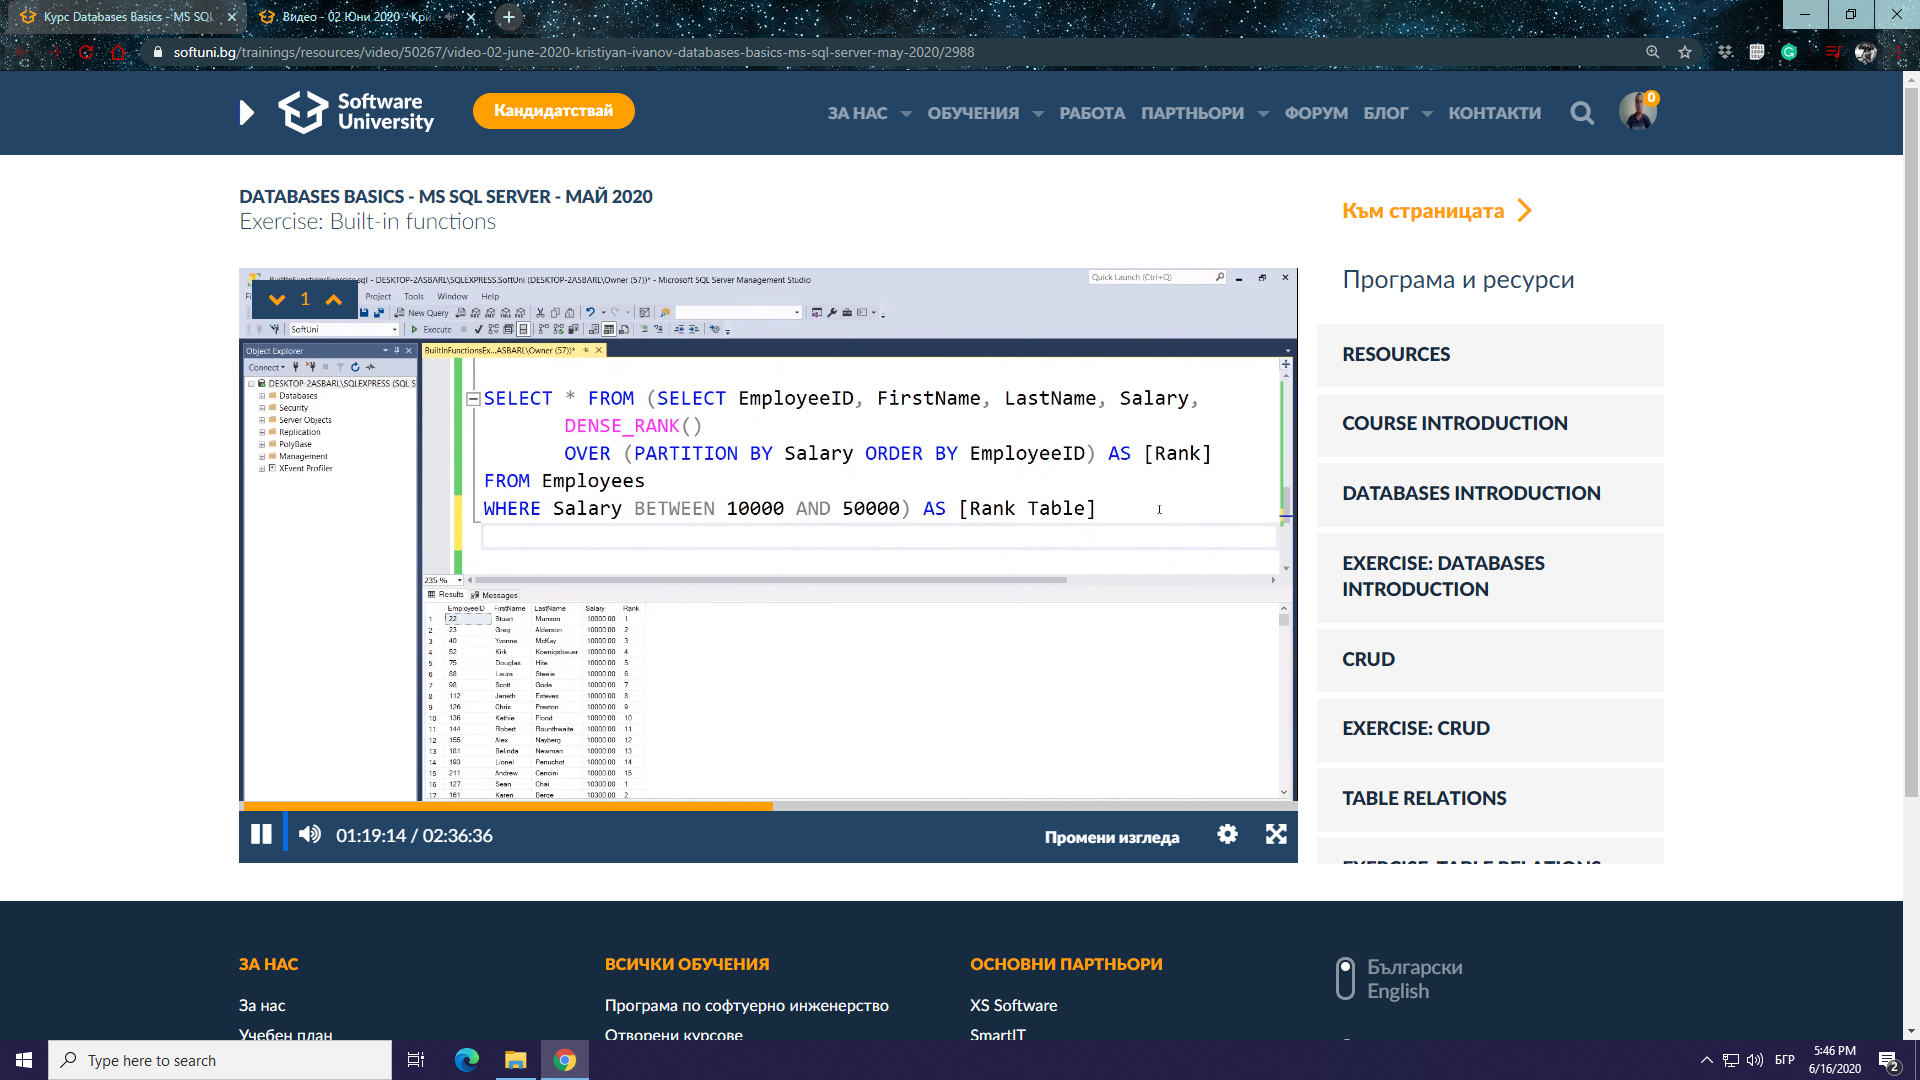 Курс Databases Basics - MS SQL
Видео - 02 Юни 2020 - Кри
softuni.bg/trainings/resources/video/50267/video-02-june-2020-kristiyan-ivanov-databases-basics-ms-sql-server-may-2020/2988
Software
University
Кандидатствай
ЗА НАС
ОБУЧЕНИЯ
РАБОТА
ПАРТНЬОРИ
ФОРУМ
БЛОГ
КОНТАКТИ
0
DATABASES BASICS - MS SQL SERVER - МАЙ 2020
Exercise: Built-in functions
Към страницата
Програма и ресурси
RESOURCES
COURSE INTRODUCTION
DATABASES INTRODUCTION
EXERCISE: DATABASES
INTRODUCTION
CRUD
EXERCISE: CRUD
TABLE RELATIONS
EXERCISE: TABLE RELATIONS
BuiltInFunctionsExercise.sql - DESKTOP-2ASBARL\SQLEXPRESS.SoftUni (DESKTOP-2ASBARL\Owner (57))* - Microsoft SQL Server Management Studio
Quick Launch (Ctrl+Q)
1
Project Tools Window Help
New Query
SoftUni
Execute
Object Explorer
BuiltInFunctionsEx...ASBARL\Owner (57))*
Connect
DESKTOP-2ASBARL\SQLEXPRESS (SQL S
Databases
Security
Server Objects
Replication
PolyBase
Management
XEvent Profiler
SELECT * FROM (SELECT EmployeeID, FirstName, LastName, Salary,
DENSE_RANK()
OVER (PARTITION BY Salary ORDER BY EmployeeID) AS [Rank]
FROM Employees
WHERE Salary BETWEEN 10000 AND 50000) AS [Rank Table]
235 %
Results Messages
EmployeeID FirstName LastName Salary Rank
1 22 Stuart Munson 10000.00 1
2 23 Greg Alderson 10000.00 2
3 40 Yvonne McKay 10000.00 3
4 52 Kirk Koenigsbauer 10000.00 4
5 75 Douglas Hite 10000.00 5
6 88 Laura Steele 10000.00 6
7 98 Scott Gode 10000.00 7
8 112 Janeth Esteves 10000.00 8
9 126 Chris Preston 10000.00 9
10 136 Kathie Flood 10000.00 10
11 144 Robert Rounthwaite 10000.00 11
12 155 Alex Nayberg 10000.00 12
13 181 Belinda Newman 10000.00 13
14 193 Lionel Penuchot 10000.00 14
15 211 Andrew Cencini 10000.00 15
16 127 Sean Chai 10300.00 1
17 161 Karen Berge 10300.00 2
01:19:14 / 02:36:36
Промени изгледа
ЗА НАС
За нас
Учебен план
ВСИЧКИ ОБУЧЕНИЯ
Програма по софтуерно инженерство
Отворени курсове
ОСНОВНИ ПАРТНЬОРИ
XS Software
SmartIT
Български
English
Type here to search
БГР
5:46 PM
6/16/2020
2